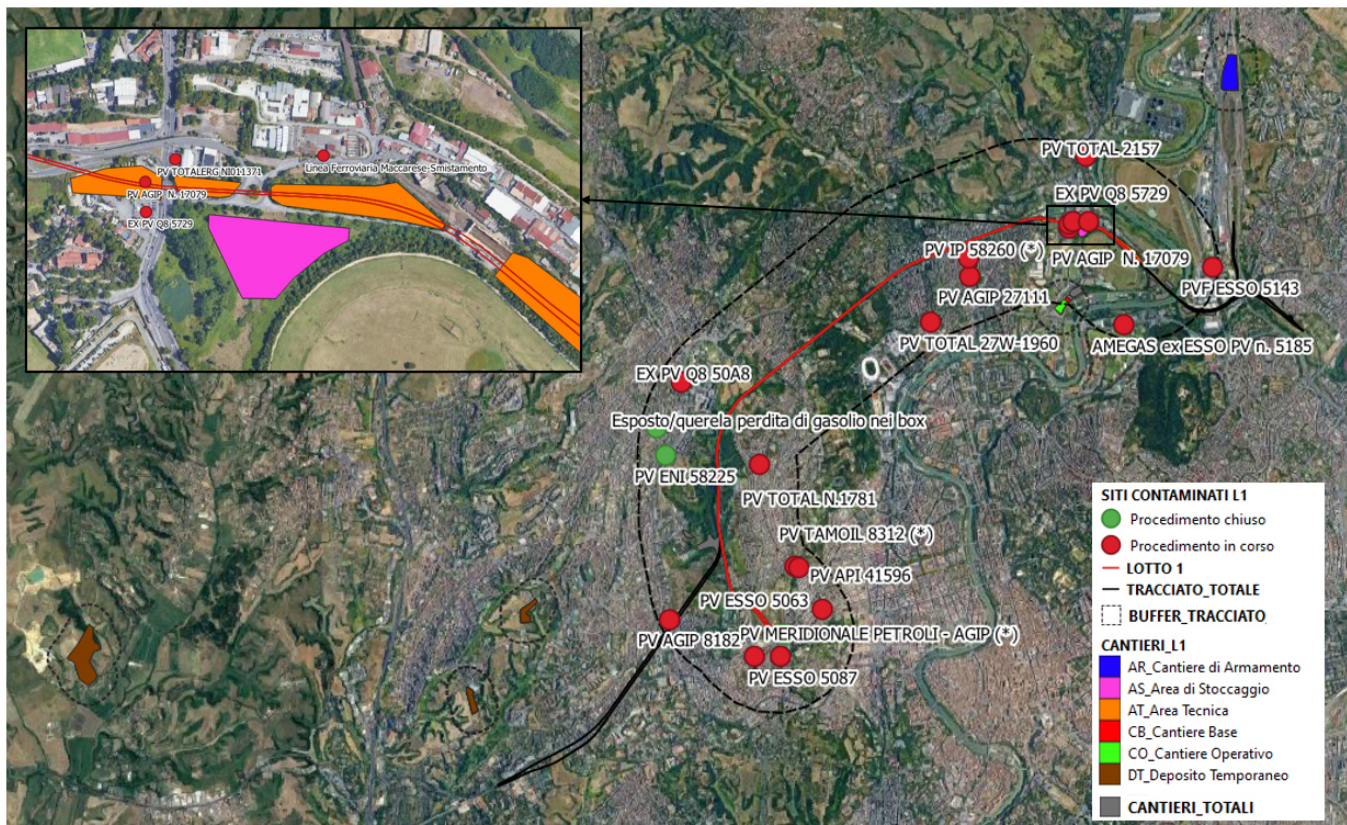 PV TOTALERG NI011371
Linea Ferroviaria Maccarese-Smistamento
PV AGIP N. 17079
EX PV Q8 5729
PV TOTAL 2157
EX PV Q8 5729
PV IP 58260 (*)
PV AGIP N. 17079
PVF ESSO 5143
PV AGIP 27111
PV TOTAL 27W-1960
AMEGAS ex ESSO PV n. 5185
EX PV Q8 50A8
Esposto/querela perdita di gasolio nei box
PV ENI 58225
PV TOTAL N.1781
PV TAMOIL 8312 (*)
PV API 41596
PV ESSO 5063
PV AGIP 8182
PV MERIDIONALE PETROLI - AGIP (*)
PV ESSO 5087
SITI CONTAMINATI L1
Procedimento chiuso
Procedimento in corso
LOTTO 1
TRACCIATO_TOTALE
BUFFER_TRACCIATO
CANTIERI_L1
AR_Cantiere di Armamento
AS_Area di Stoccaggio
AT_Area Tecnica
CB_Cantiere Base
CO_Cantiere Operativo
DT_Deposito Temporaneo
CANTIERI_TOTALI